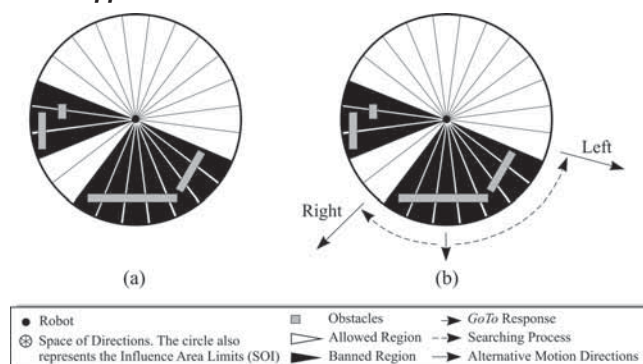 Left
Right
(a)
(b)
Robot
Space of Directions. The circle also
represents the Influence Area Limits (SOI)
Obstacles
Allowed Region
Banned Region
GoTo Response
Searching Process
Alternative Motion Directions